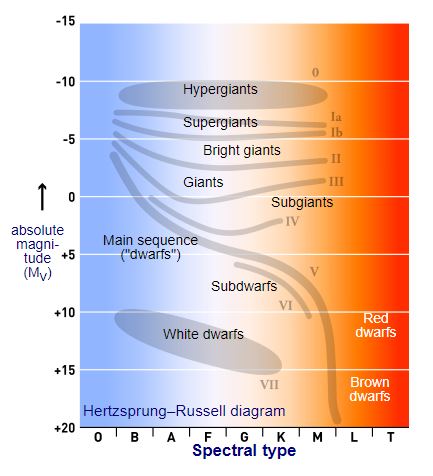 -15
-10
-5
0
+5
+10
+15
+20
absolute
magni-
tude
(MV)
0
Hypergiants
Ia
Supergiants
Ib
Bright giants
II
Giants
III
Subgiants
IV
Main sequence
("dwarfs")
V
Subdwarfs
VI
Red
dwarfs
White dwarfs
VII
Brown
dwarfs
Hertzsprung–Russell diagram
O B A F G K M L T
Spectral type